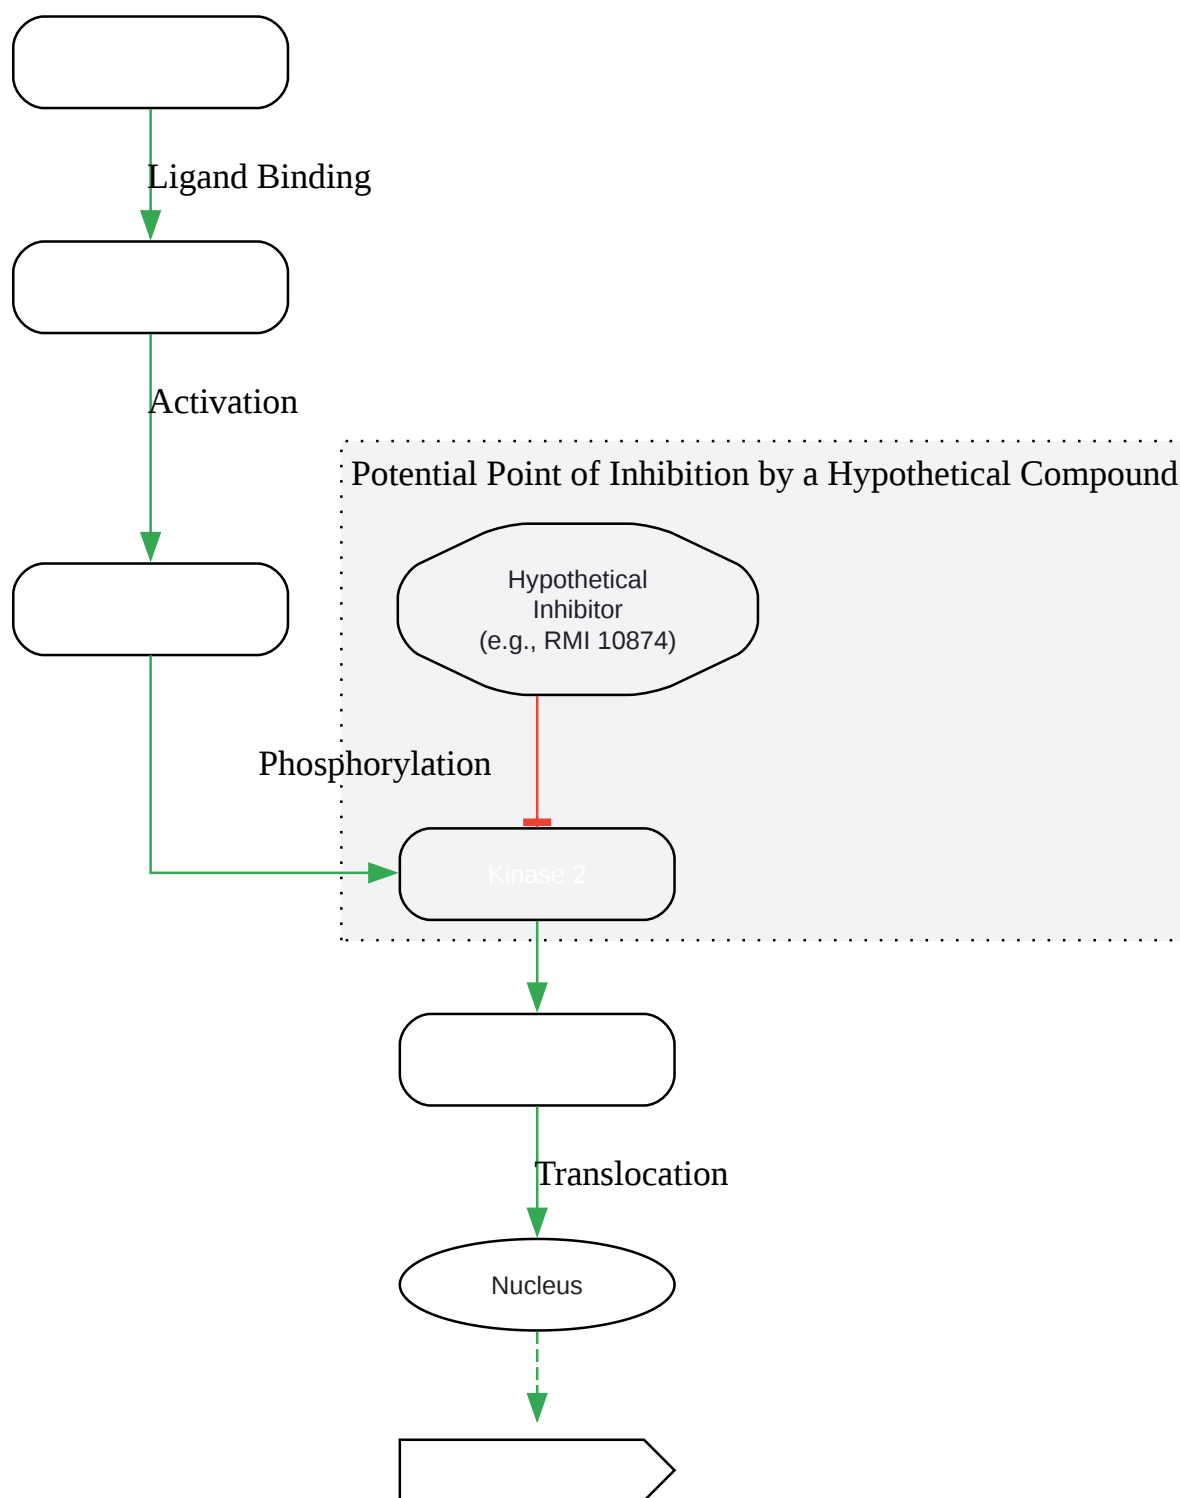 Ligand Binding
Activation
Potential Point of Inhibition by a Hypothetical Compound
Hypothetical
Inhibitor
(e.g., RMI 10874)
Phosphorylation
Kinase 2
Translocation
Nucleus